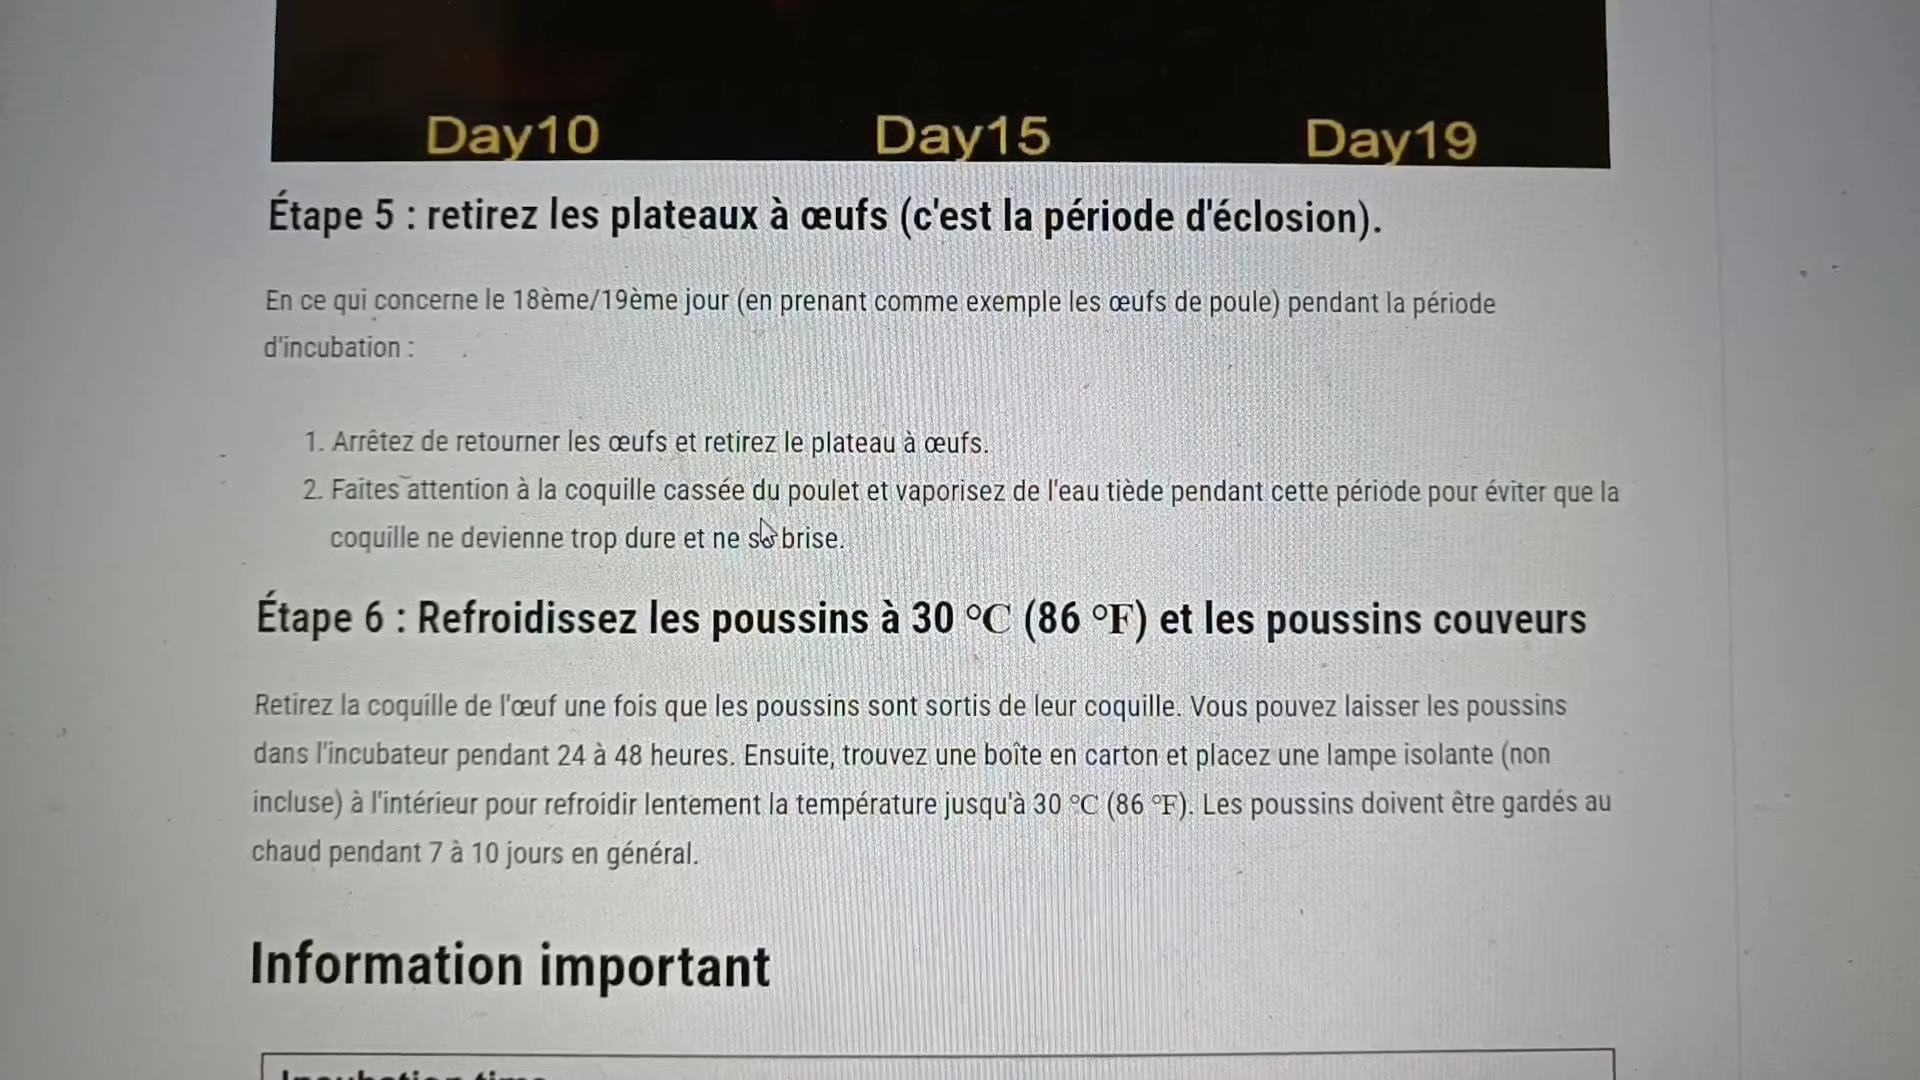 Day10 Day15 Day19
Étape 5 : retirez les plateaux à œufs (c'est la période d'éclosion).
En ce qui concerne le 18ème/19ème jour (en prenant comme exemple les œufs de poule) pendant la période
d'incubation :
1. Arrêtez de retourner les œufs et retirez le plateau à œufs.
2. Faites attention à la coquille cassée du poulet et vaporisez de l'eau tiède pendant cette période pour éviter que la
coquille ne devienne trop dure et ne se brise.
Étape 6 : Refroidissez les poussins à 30 °C (86 °F) et les poussins couveurs
Retirez la coquille de l'œuf une fois que les poussins sont sortis de leur coquille. Vous pouvez laisser les poussins
dans l'incubateur pendant 24 à 48 heures. Ensuite, trouvez une boîte en carton et placez une lampe isolante (non
incluse) à l'intérieur pour refroidir lentement la température jusqu'à 30 °C (86 °F). Les poussins doivent être gardés au
chaud pendant 7 à 10 jours en général.
Information important
Incubation time